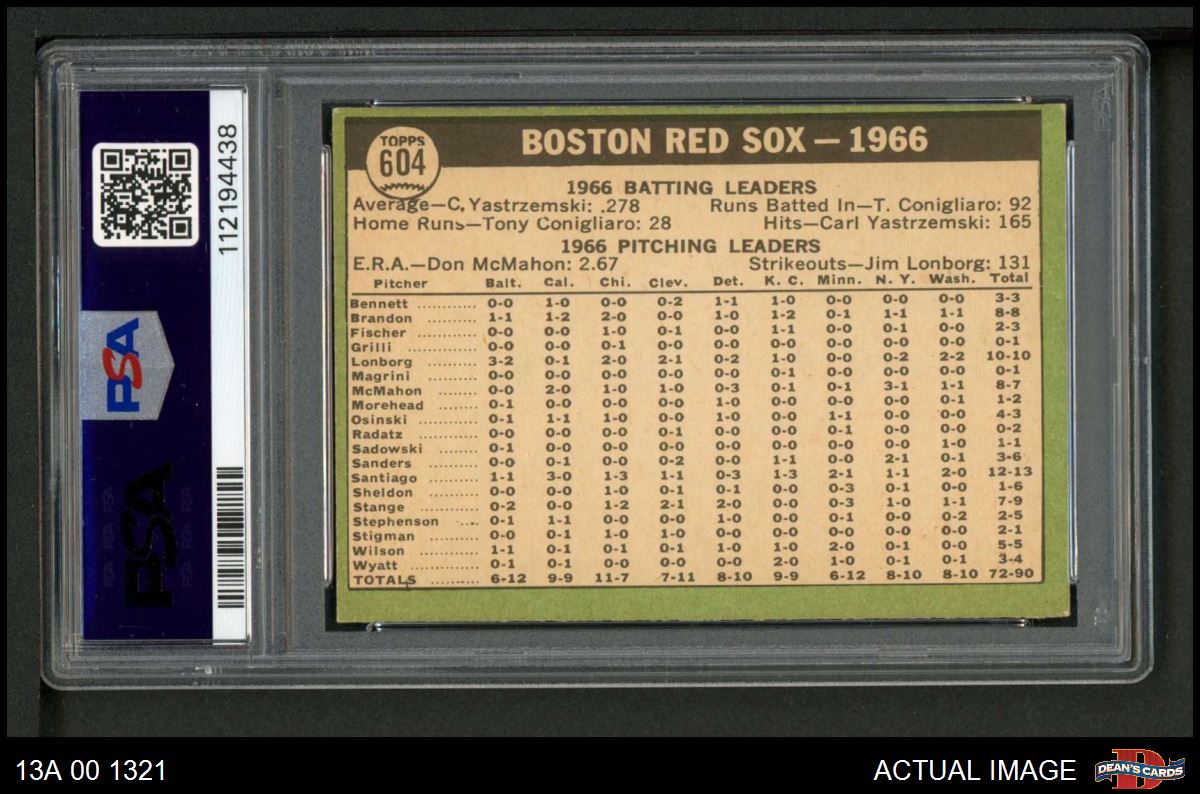 112194438
PSA
PSA
TOPPS
604
BOSTON RED SOX — 1966
1966 BATTING LEADERS
Average—C. Yastrzemski: .278 Runs Batted In—T. Conigliaro: 92
Home Runs—Tony Conigliaro: 28 Hits—Carl Yastrzemski: 165
1966 PITCHING LEADERS
E.R.A.—Don McMahon: 2.67 Strikeouts—Jim Lonborg: 131
Pitcher Balt. Cal. Chi. Clev. Det. K. C. Minn. N. Y. Wash. Total
Bennett .......... 0-0 1-0 0-0 0-2 1-1 1-0 0-0 0-0 0-0 3-3
Brandon .......... 1-1 1-2 2-0 0-0 1-0 1-2 0-1 1-1 1-1 8-8
Fischer .......... 0-0 0-0 1-0 0-1 0-0 1-1 0-0 0-1 0-0 2-3
Grilli .......... 0-0 0-0 0-1 0-0 0-0 0-0 0-0 0-0 0-0 0-1
Lonborg .......... 3-2 0-1 2-0 2-1 0-2 1-0 0-0 0-2 2-2 10-10
Magrini .......... 0-0 0-0 0-0 0-0 0-0 0-1 0-0 0-0 0-0 0-1
McMahon ........ 0-0 2-0 1-0 1-0 0-3 0-1 0-1 3-1 1-1 8-7
Morehead ........ 0-1 0-0 0-0 0-0 1-0 0-0 0-0 0-0 0-1 1-2
Osinski .......... 0-1 1-1 1-0 0-0 0-0 0-0 1-1 0-0 0-0 4-3
Radatz .......... 0-0 0-0 0-0 0-1 0-0 0-0 0-1 0-0 0-0 0-2
Sadowski ........ 0-1 0-0 0-0 0-0 0-0 0-0 0-0 0-0 1-0 1-1
Sanders .......... 0-0 0-1 0-0 0-2 0-0 1-1 0-0 2-1 0-1 3-6
Santiago .......... 1-1 3-0 1-3 1-1 0-3 1-3 2-1 1-1 2-0 12-13
Sheldon .......... 0-0 0-0 1-0 0-1 0-1 0-0 0-3 0-1 0-0 1-6
Stange .......... 0-2 0-0 1-2 2-1 2-0 0-0 0-3 1-0 1-1 7-9
Stephenson .... 0-1 1-1 0-0 0-0 1-0 0-0 0-1 0-0 0-2 2-5
Stigman .......... 0-0 0-1 1-0 1-0 0-0 0-0 0-0 0-0 0-0 2-1
Wilson .......... 1-1 0-1 0-1 0-1 1-0 1-0 2-0 0-1 0-0 5-5
Wyatt .......... 0-1 0-1 0-0 0-0 0-0 2-0 1-0 0-1 0-1 3-4
TOTALS .......... 6-12 9-9 11-7 7-11 8-10 9-9 6-12 8-10 8-10 72-90
13A 00 1321
ACTUAL IMAGE
DEAN'S CARDS